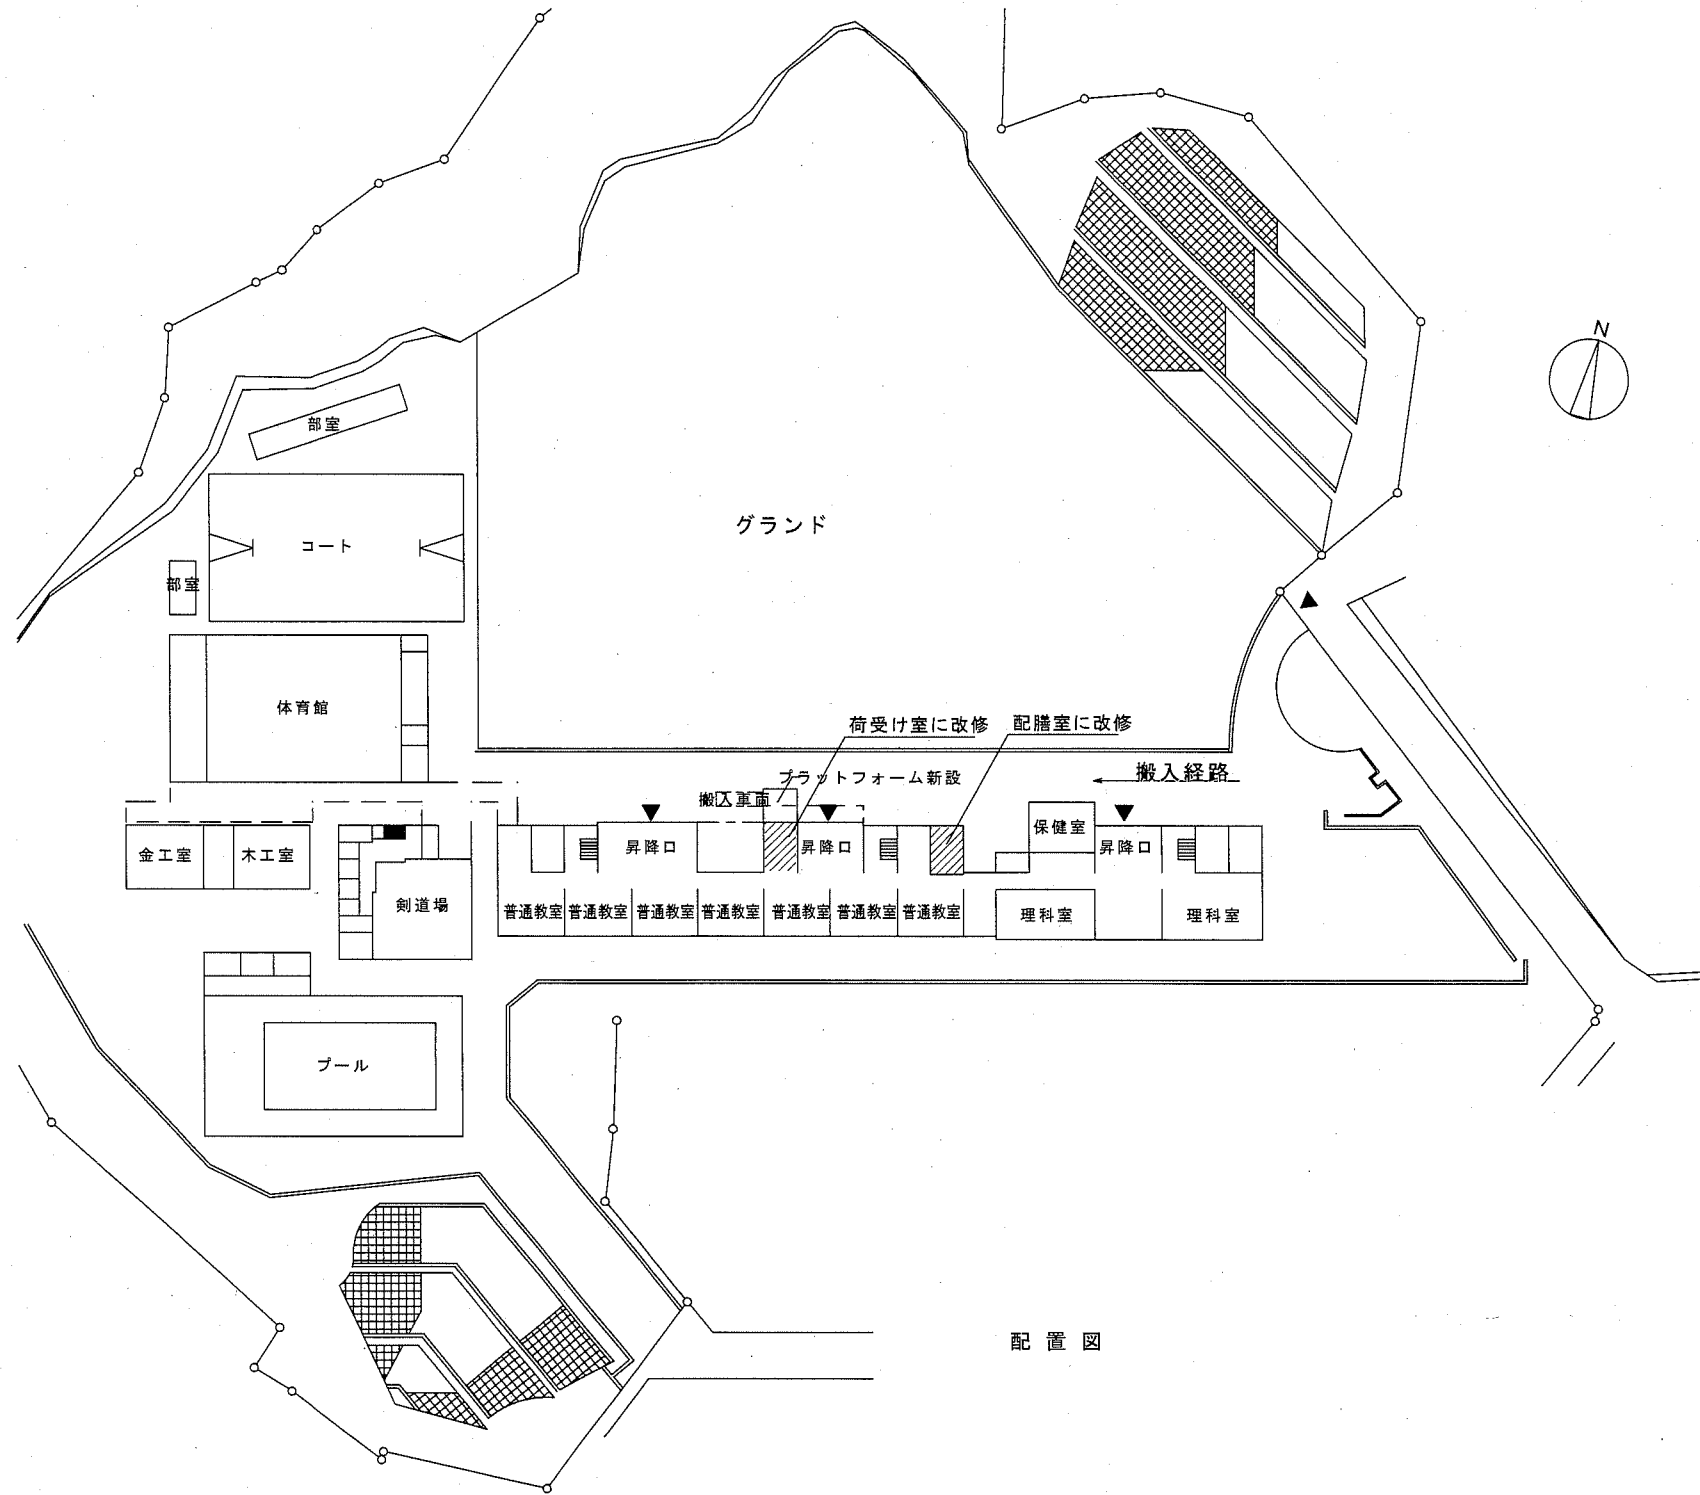 N
部室
グランド
コート
部室
体育館
荷受け室に改修
配膳室に改修
プラットフォーム新設
搬入経路
搬入車両
保健室
金工室
木工室
昇降口
昇降口
昇降口
剣道場
普通教室
普通教室
普通教室
普通教室
普通教室
普通教室
普通教室
理科室
理科室
プール
配置図